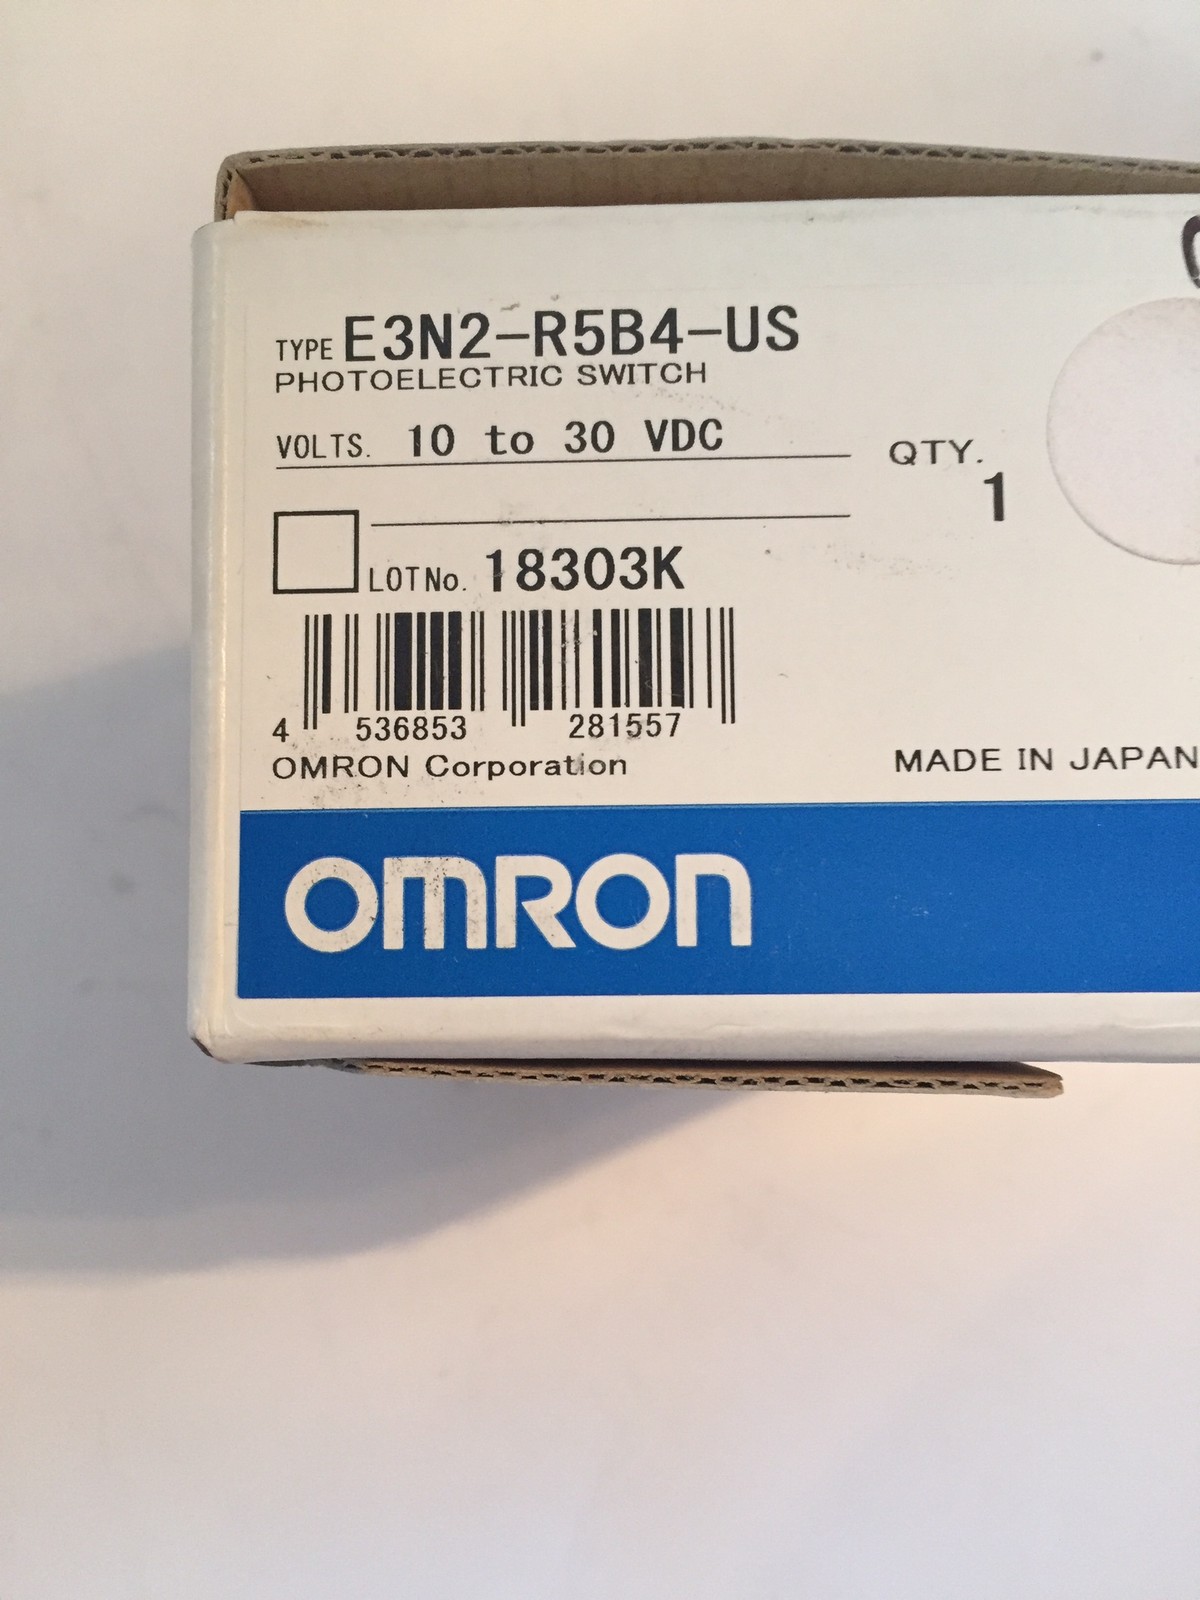 TYPE E3N2-R5B4-US
PHOTOELECTRIC SWITCH
VOLTS. 10 to 30 VDC
QTY.
1
LOT No. 18303K
4 536853 281557
OMRON Corporation
MADE IN JAPAN
OMRON